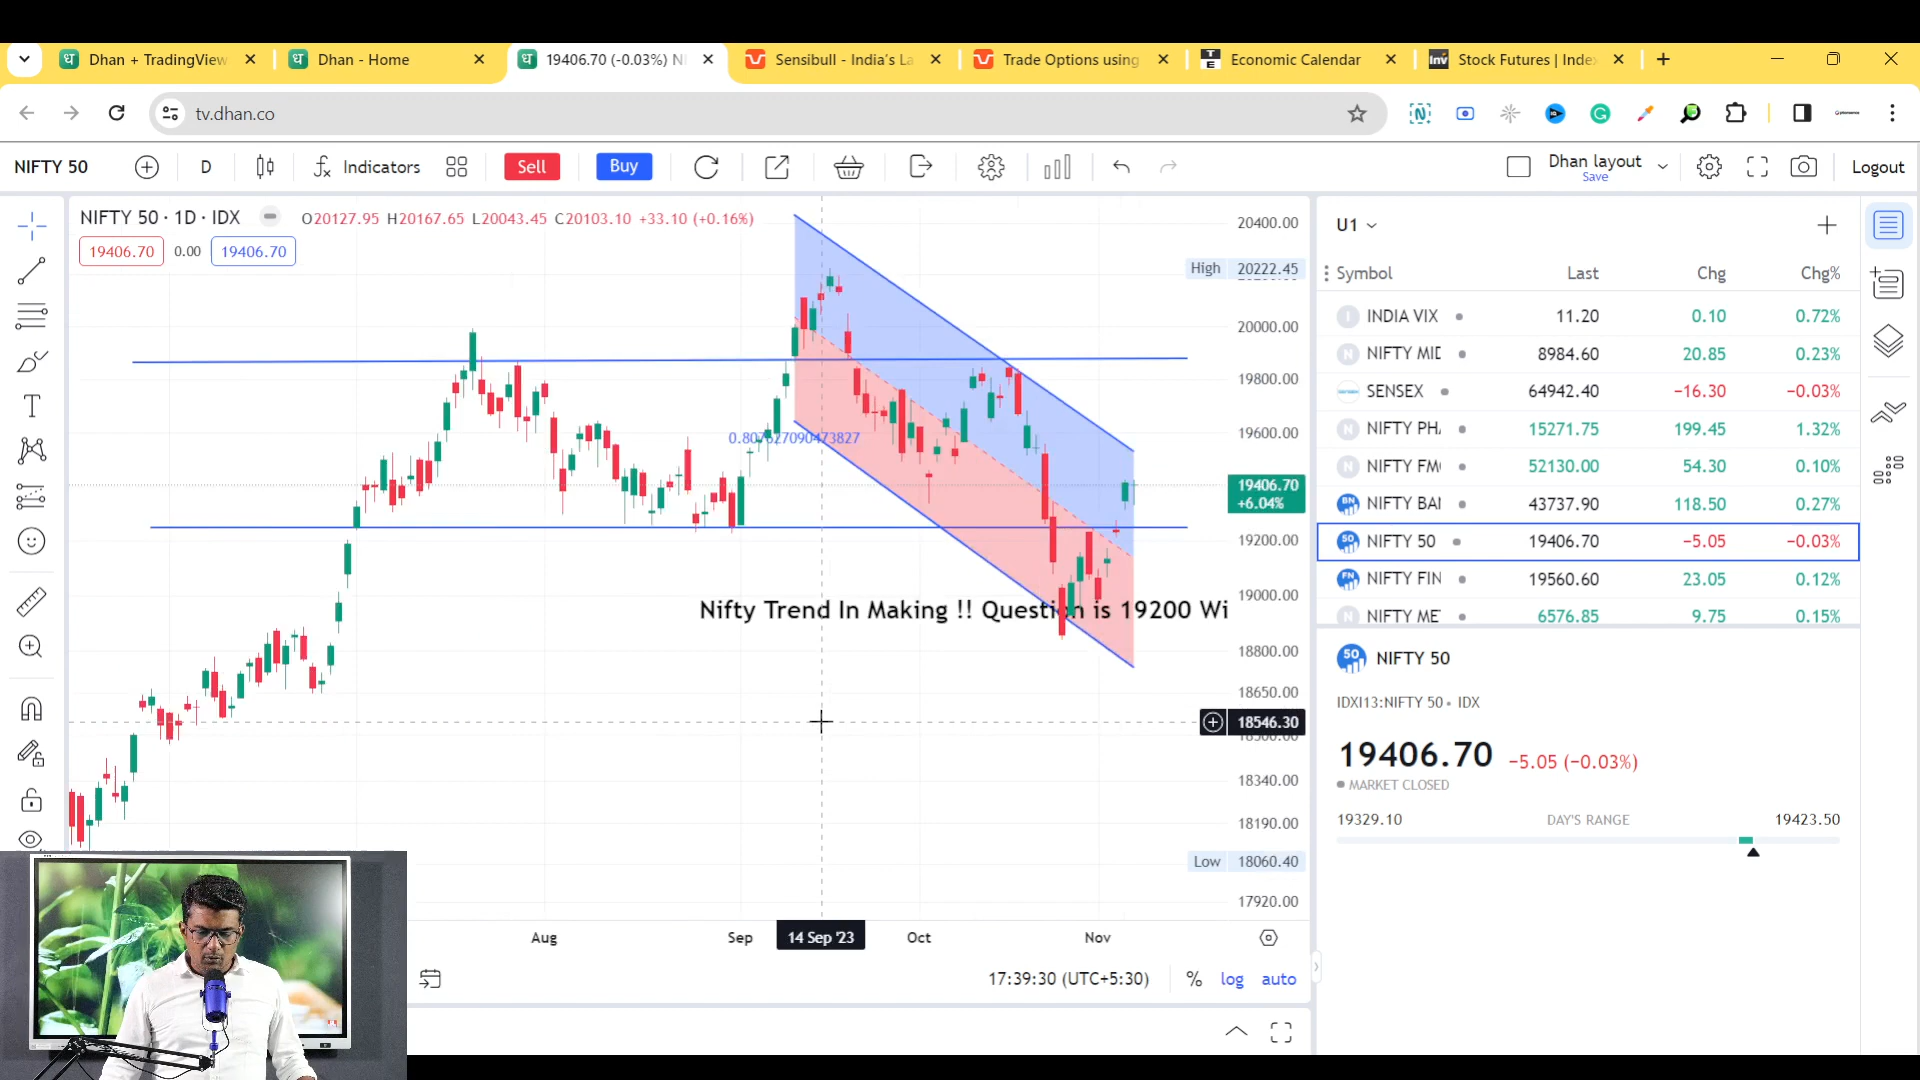 Dhan + TradingView
Dhan - Home
19406.70 (-0.03%) NI
Sensibull - India's La
Trade Options using
Economic Calendar
Stock Futures | Index
tv.dhan.co
NIFTY 50
D
Indicators
Sell
Buy
Dhan layout
Save
Logout
NIFTY 50 · 1D · IDX
O20127.95 H20167.65 L20043.45 C20103.10 +33.10 (+0.16%)
19406.70
0.00
19406.70
20400.00
High 20222.45
20000.00
19800.00
19600.00
19406.70
+6.04%
19200.00
19000.00
18800.00
18650.00
18546.30
18340.00
18190.00
Low 18060.40
17920.00
0.807627090473827
Nifty Trend In Making !! Question is 19200 Wi
Aug
Sep
14 Sep '23
Oct
Nov
17:39:30 (UTC+5:30)
%
log
auto
U1
Symbol Last Chg Chg%
INDIA VIX 11.20 0.10 0.72%
NIFTY MID 8984.60 20.85 0.23%
SENSEX 64942.40 −16.30 −0.03%
NIFTY PHA 15271.75 199.45 1.32%
NIFTY FM 52130.00 54.30 0.10%
NIFTY BAN 43737.90 118.50 0.27%
NIFTY 50 19406.70 −5.05 −0.03%
NIFTY FIN 19560.60 23.05 0.12%
NIFTY ME 6576.85 9.75 0.15%
50
NIFTY 50
IDXI13:NIFTY 50 • IDX
19406.70 −5.05 (−0.03%)
MARKET CLOSED
19329.10 DAY'S RANGE 19423.50